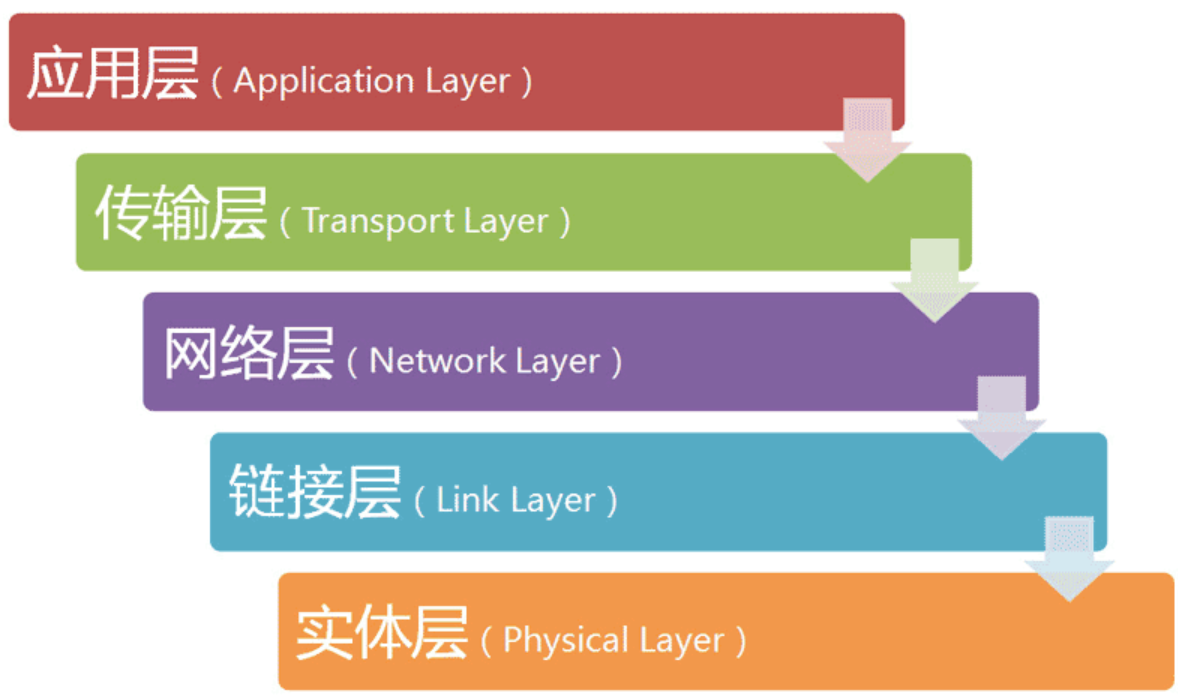 应用层（Application Layer）
传输层（Transport Layer）
网络层（Network Layer）
链接层（Link Layer）
实体层（Physical Layer）